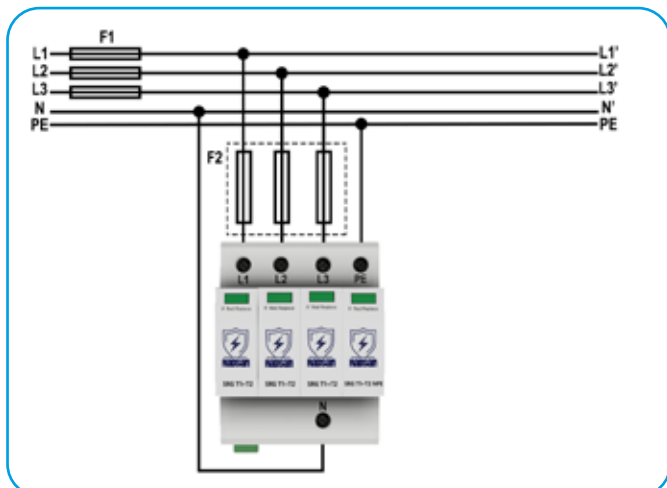 F1
L1 L1'
L2 L2'
L3 L3'
N N'
PE PE
F2
L1 L2 L3 PE
SRG T1-T2 SRG T1-T2 SRG T1-T2 SRG T1-T2 NPE
N